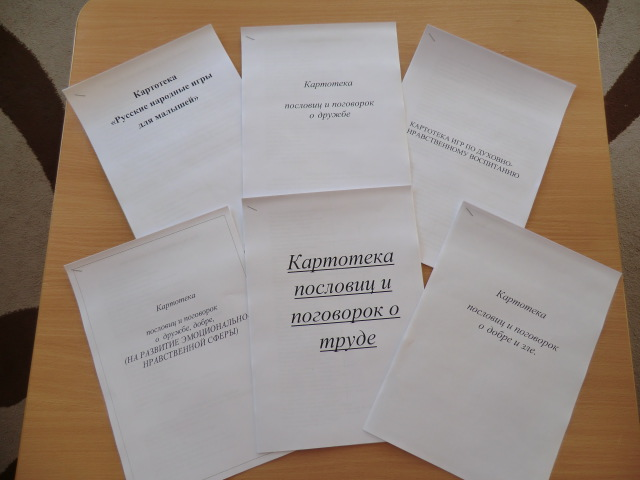 Картотека
«Русские народные игры
для малышей»
Картотека
пословиц и поговорок
о дружбе
КАРТОТЕКА ИГР ПО ДУХОВНО-
НРАВСТВЕННОМУ ВОСПИТАНИЮ
Картотека
пословиц и поговорок
о дружбе, добре,
(НА РАЗВИТИЕ ЭМОЦИОНАЛЬНО
НРАВСТВЕННОЙ СФЕРЫ)
Картотека
пословиц и
поговорок о
труде
Картотека
пословиц и поговорок
о добре и зле.